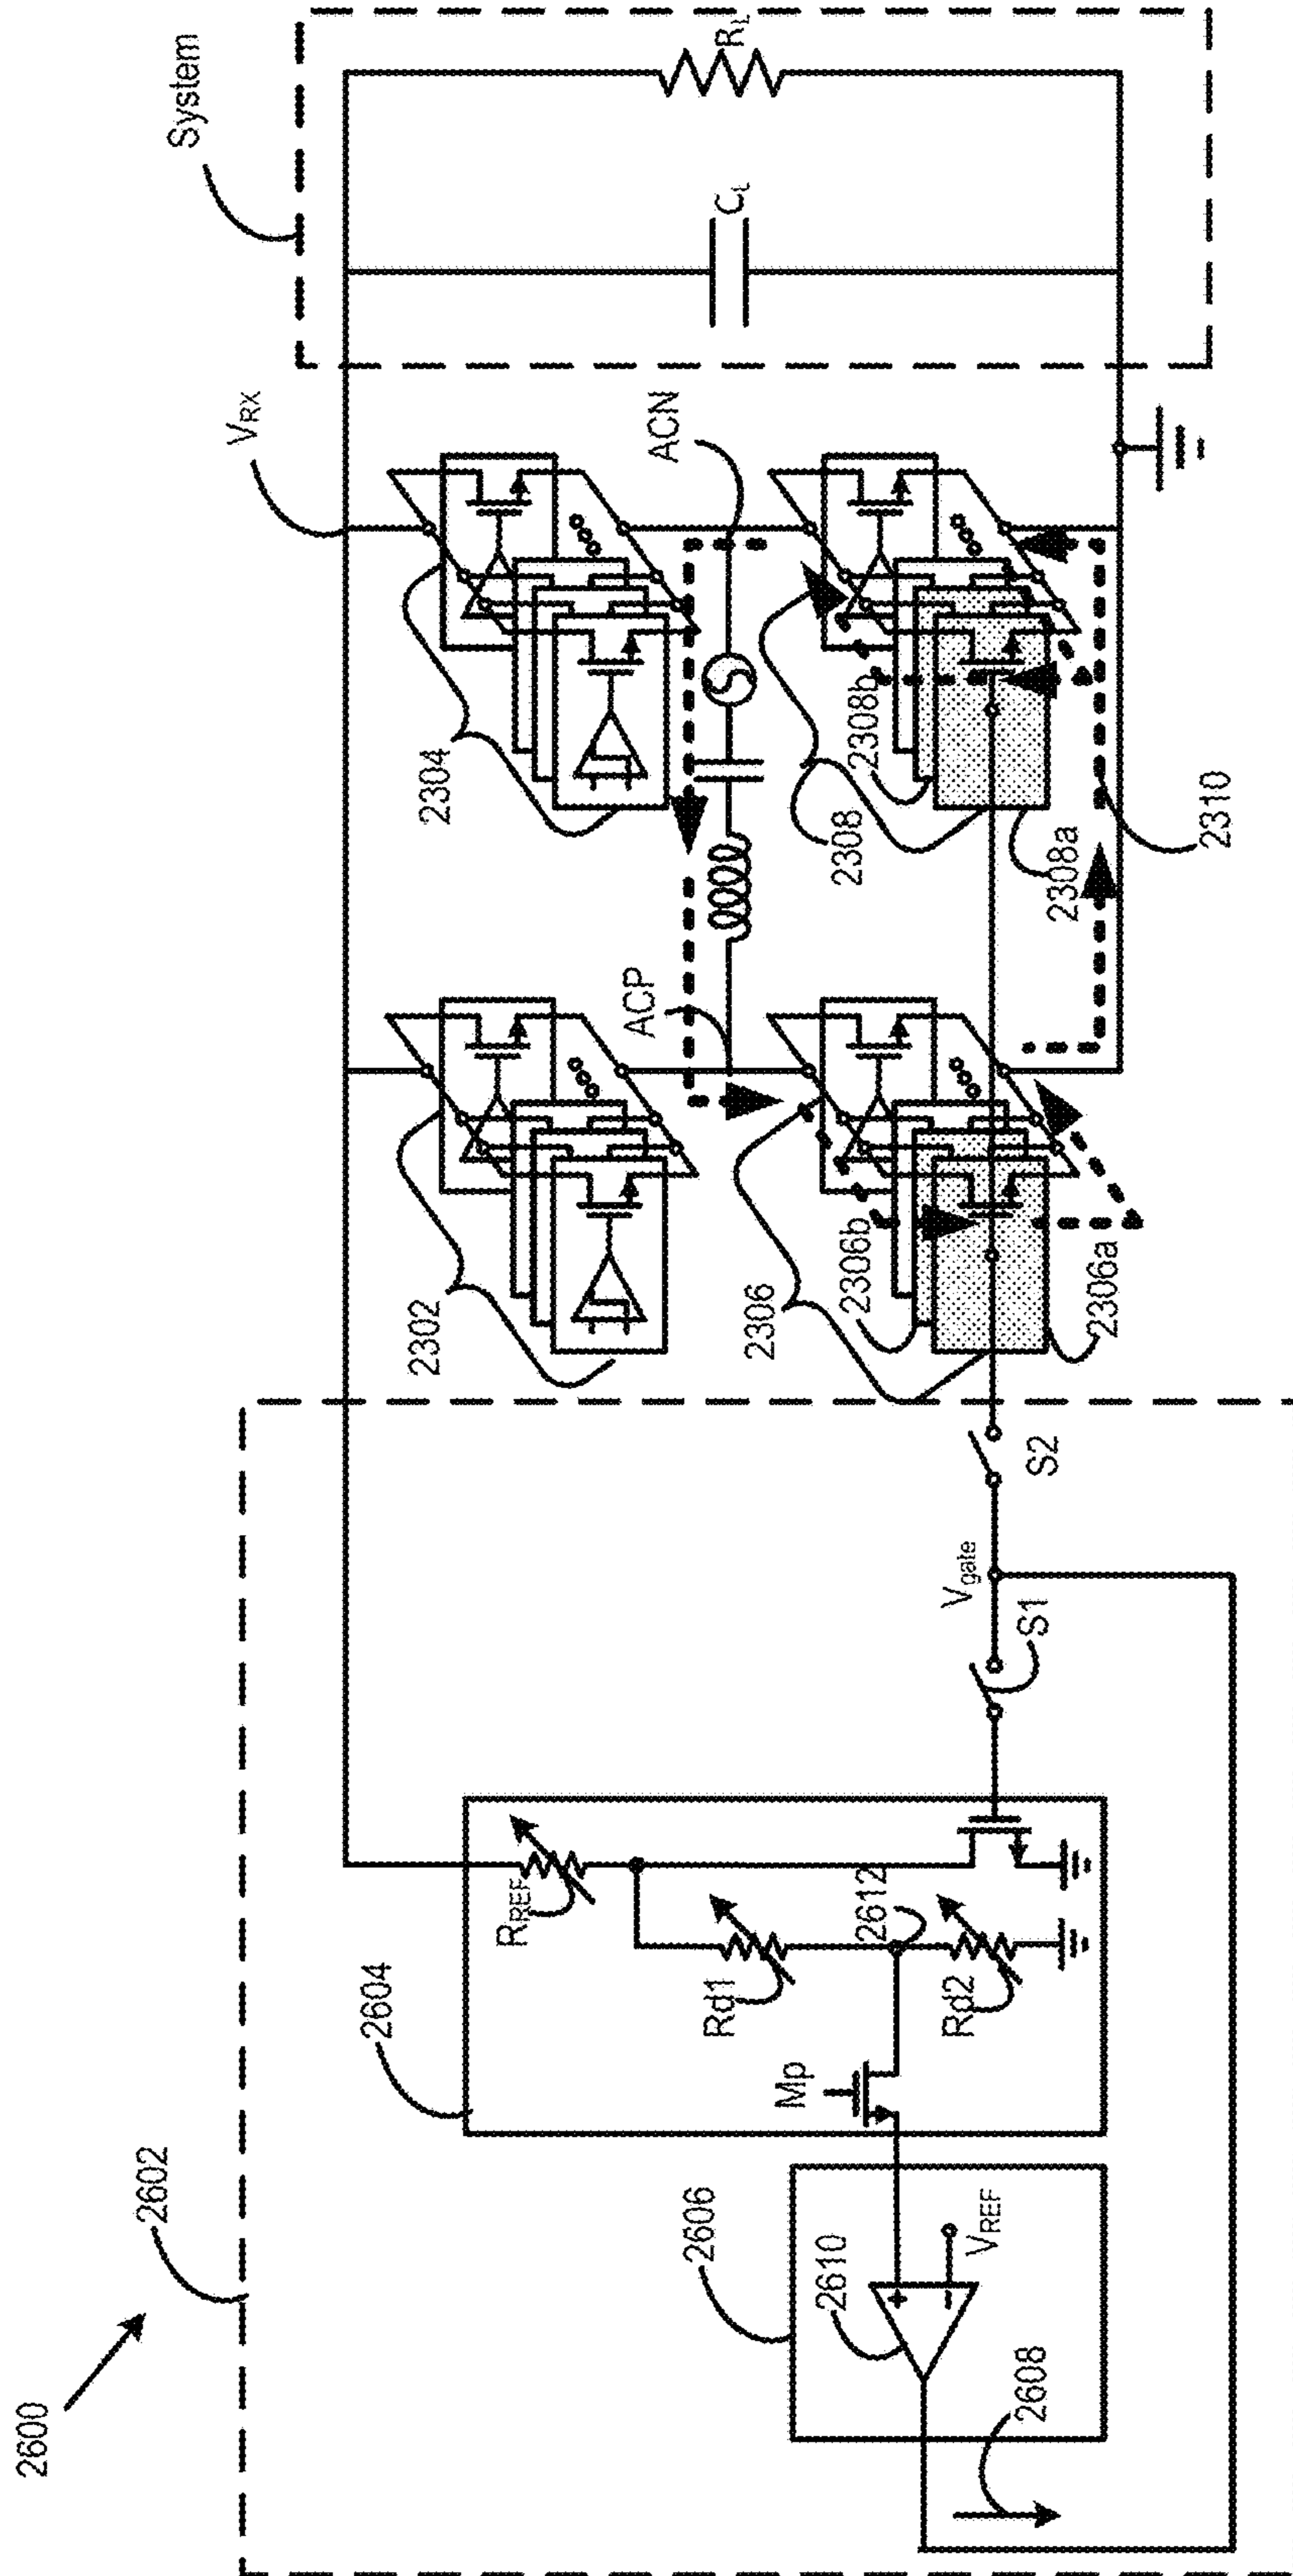 2600
2602
System
V_RX
R_L
C_L
2604
2302
2304
ACN
ACP
R_REF
2606
Rd1
2612
Mp
Rd2
2610
V_REF
2608
V_gate
S1
S2
2306
2306b
2306a
2308
2308b
2308a
2310
+
-